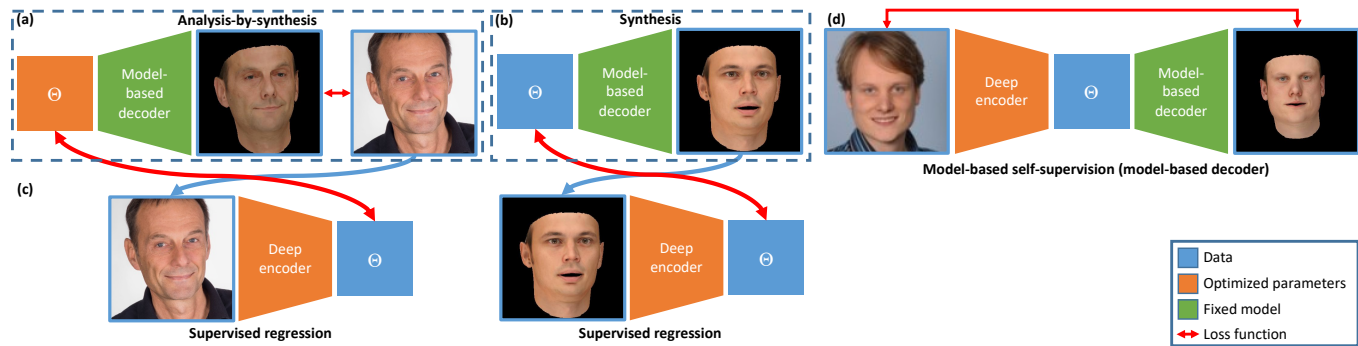 (a)
Analysis-by-synthesis
Θ
Model-
based
decoder
(b)
Synthesis
Θ
Model-
based
decoder
(d)
Deep
encoder
Θ
Model-
based
decoder
Model-based self-supervision (model-based decoder)
(c)
Deep
encoder
Θ
Supervised regression
Deep
encoder
Θ
Supervised regression
Data
Optimized parameters
Fixed model
Loss function